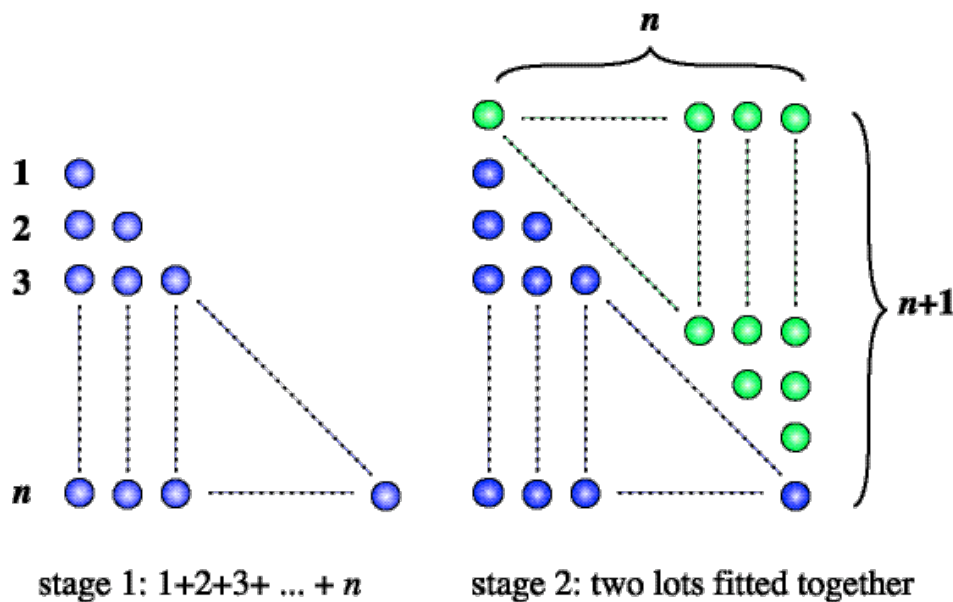 n
1
2
3
n
n+1
stage 1: 1+2+3+ ... + n
stage 2: two lots fitted together